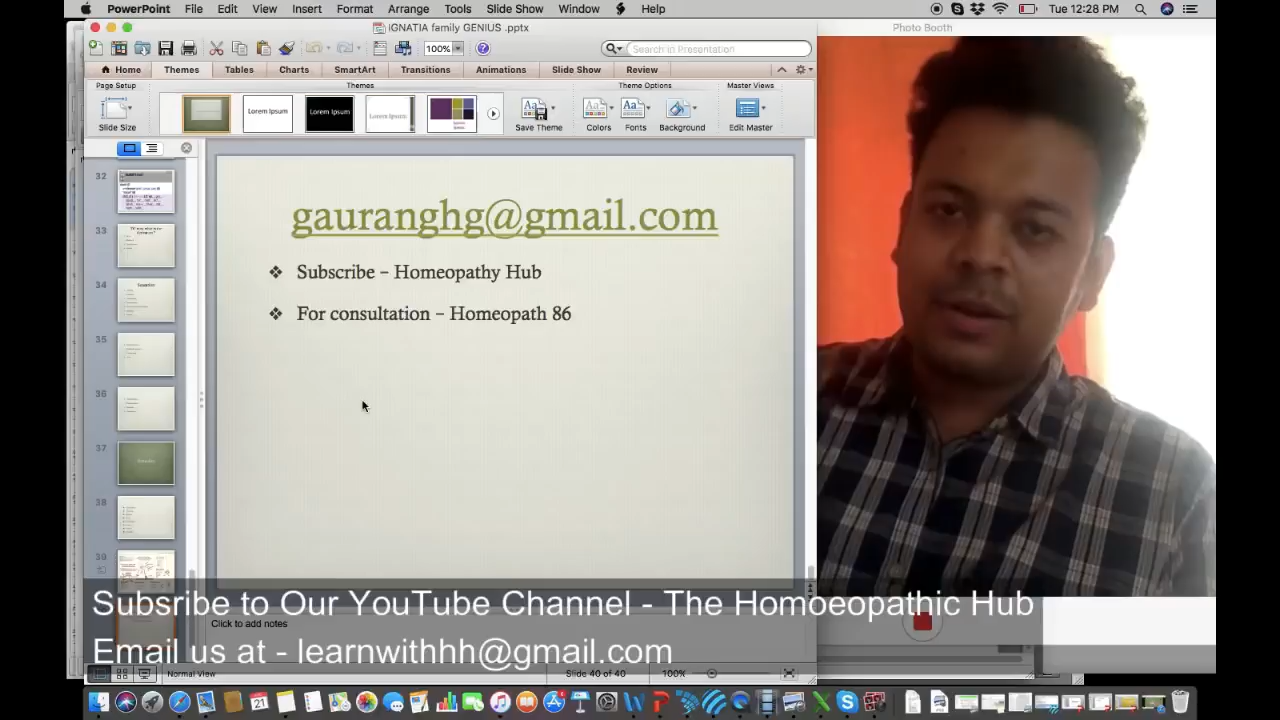 PowerPoint File Edit View Insert Format Arrange Tools Slide Show Window Help Tue 12:28 PM
IGNATIA family GENIUS .pptx
Photo Booth
100%
Search in Presentation
Home Themes Tables Charts SmartArt Transitions Animations Slide Show Review
Page Setup Themes Theme Options Master Views
Lorem Ipsum Lorem Ipsum Lorem Ipsum
Slide Size Save Theme Colors Fonts Background Edit Master
32
33
34
35
36
37
38
39
gauranghg@gmail.com
❖ Subscribe – Homeopathy Hub
❖ For consultation – Homeopath 86
Subsribe to Our YouTube Channel - The Homoeopathic Hub
Click to add notes
Email us at - learnwithhh@gmail.com
Normal View Slide 40 of 40 100%
21